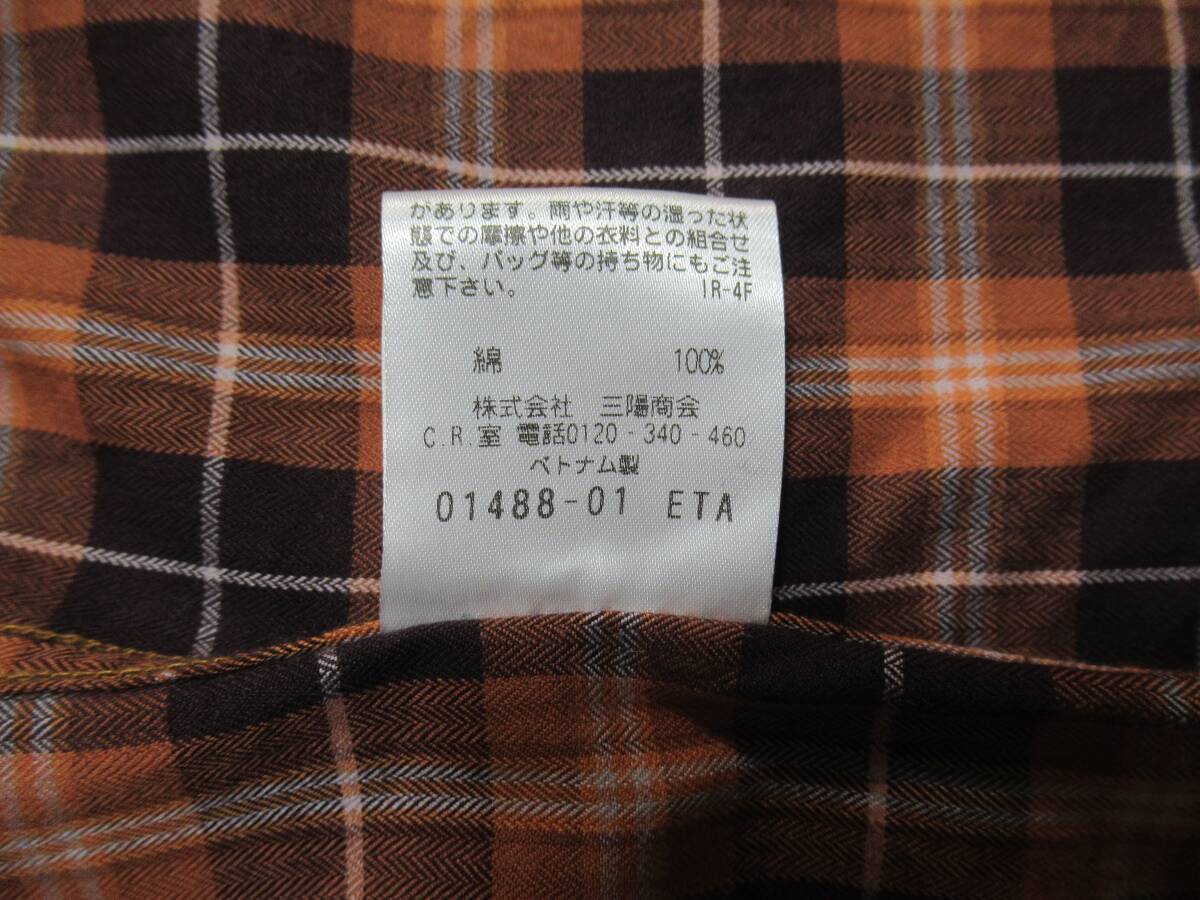 があります。雨や汗等の湿った状
態での摩擦や他の衣料との組合せ
及び、バッグ等の持ち物にもご注
意下さい。 IR-4F
綿 100%
株式会社 三陽商会
C.R.室 電話0120-340-460
ベトナム製
01488-01 ETA